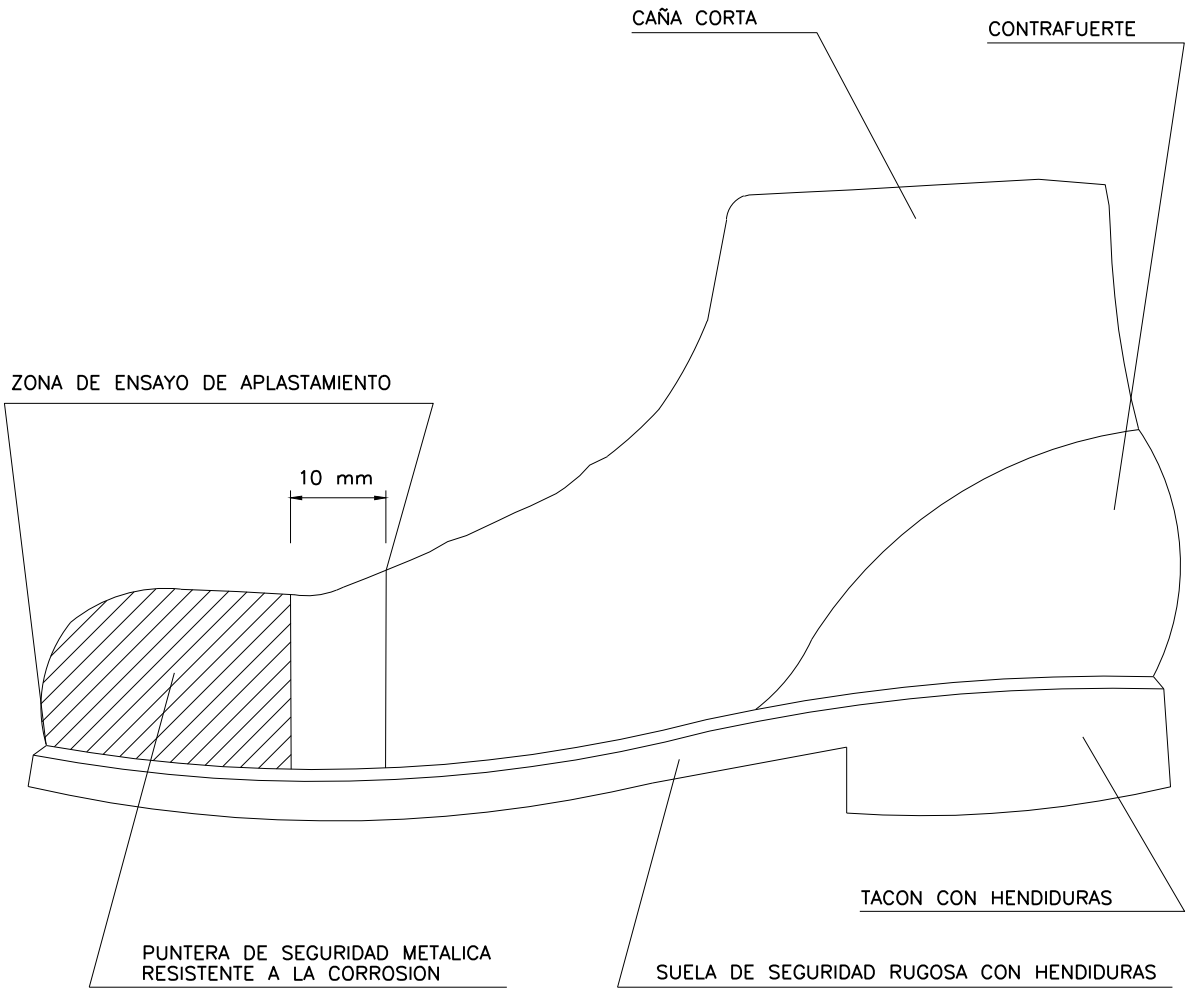 CAÑA CORTA
CONTRAFUERTE
ZONA DE ENSAYO DE APLASTAMIENTO
10 mm
TACON CON HENDIDURAS
PUNTERA DE SEGURIDAD METALICA
RESISTENTE A LA CORROSION
SUELA DE SEGURIDAD RUGOSA CON HENDIDURAS